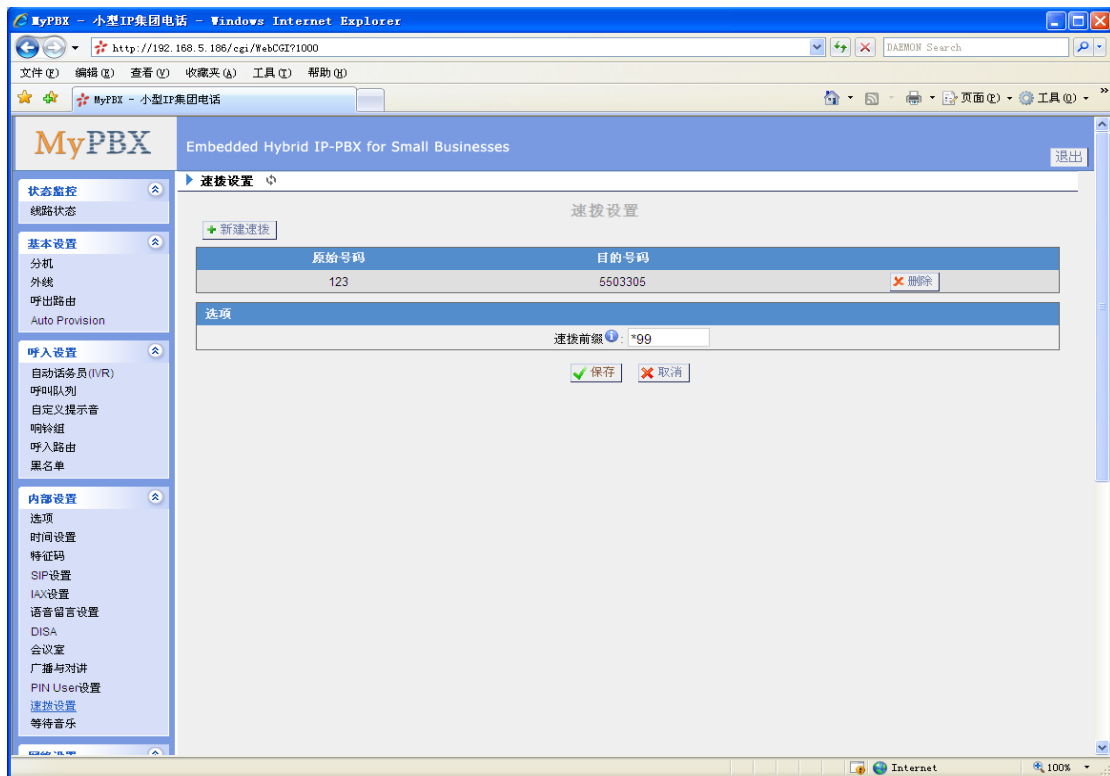 MyPBX - 小型IP集团电话 - Windows Internet Explorer
http://192.168.5.186/cgi/WebCGI?1000
DAEMON Search
文件(F) 编辑(E) 查看(V) 收藏夹(A) 工具(T) 帮助(H)
MyPBX - 小型IP集团电话
页面(P) 工具(O) »
MyPBX
Embedded Hybrid IP-PBX for Small Businesses
退出
状态监控
线路状态
基本设置
分机
外线
呼出路由
Auto Provision
呼入设置
自动话务员(IVR)
呼叫队列
自定义提示音
响铃组
呼入路由
黑名单
内部设置
选项
时间设置
特征码
SIP设置
IAX设置
语音留言设置
DISA
会议室
广播与对讲
PIN User设置
速拨设置
等待音乐
速拨设置
速拨设置
新建速拨
原始号码 目的号码
123 5503305 删除
选项
速拨前缀 : *99
保存 取消
Internet 100%